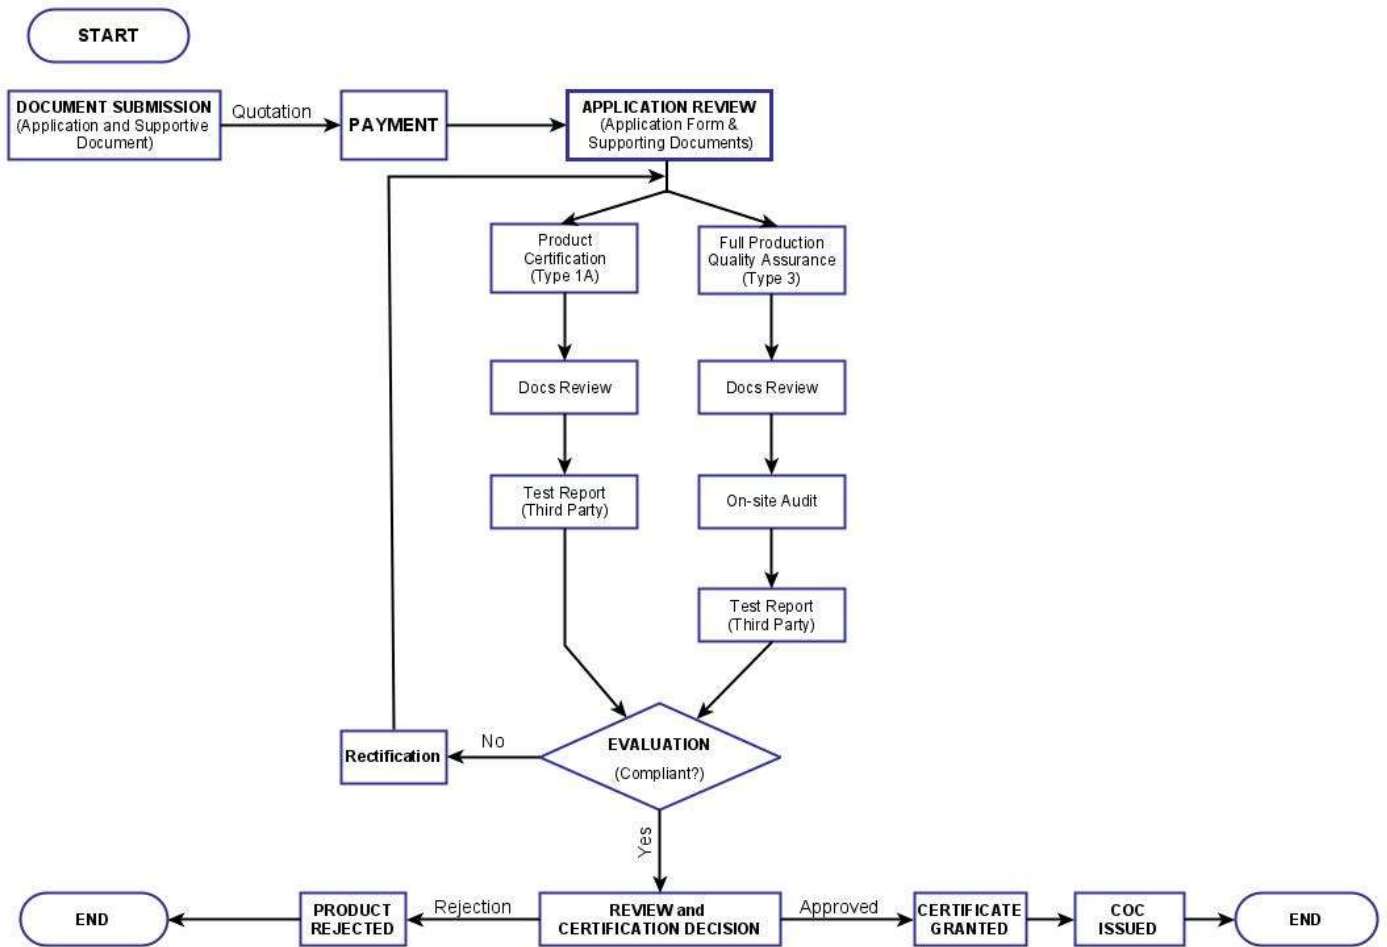 START
DOCUMENT SUBMISSION
(Application and Supportive
Document)
Quotation
PAYMENT
APPLICATION REVIEW
(Application Form &
Supporting Documents)
Product
Certification
(Type 1A)
Full Production
Quality Assurance
(Type 3)
Docs Review
Docs Review
Test Report
(Third Party)
On-site Audit
Test Report
(Third Party)
EVALUATION
(Compliant?)
No
Rectification
Yes
REVIEW and
CERTIFICATION DECISION
Rejection
PRODUCT
REJECTED
END
Approved
CERTIFICATE
GRANTED
COC
ISSUED
END